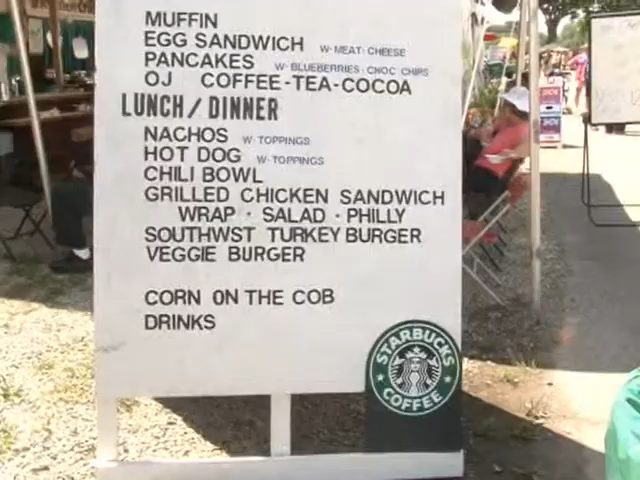 MUFFIN
EGG SANDWICH W·MEAT·CHEESE
PANCAKES W·BLUEBERRIES·CHOC CHIPS
OJ COFFEE-TEA-COCOA
LUNCH/DINNER
NACHOS W·TOPPINGS
HOT DOG W·TOPPINGS
CHILI BOWL
GRILLED CHICKEN SANDWICH
WRAP · SALAD · PHILLY
SOUTHWST TURKEY BURGER
VEGGIE BURGER
CORN ON THE COB
DRINKS
STARBUCKS
COFFEE